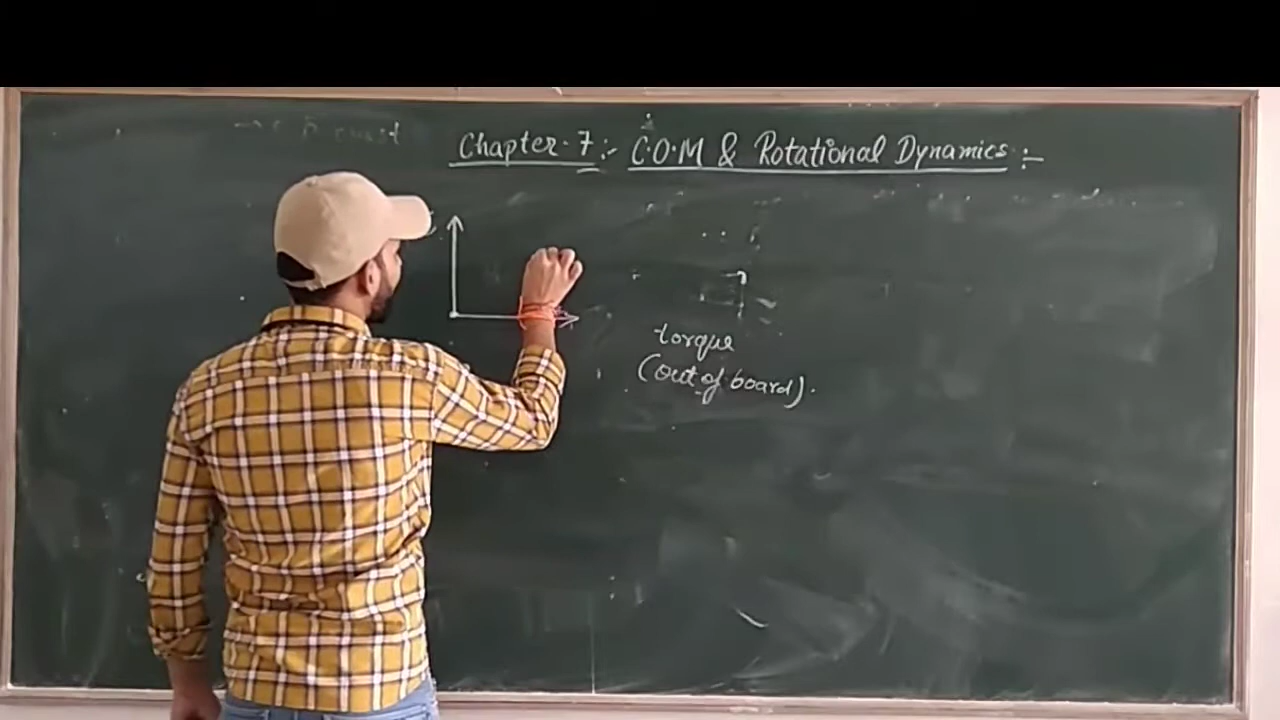 Chapter-7:- C.O.M & Rotational Dynamics:-
torque
(out of board).